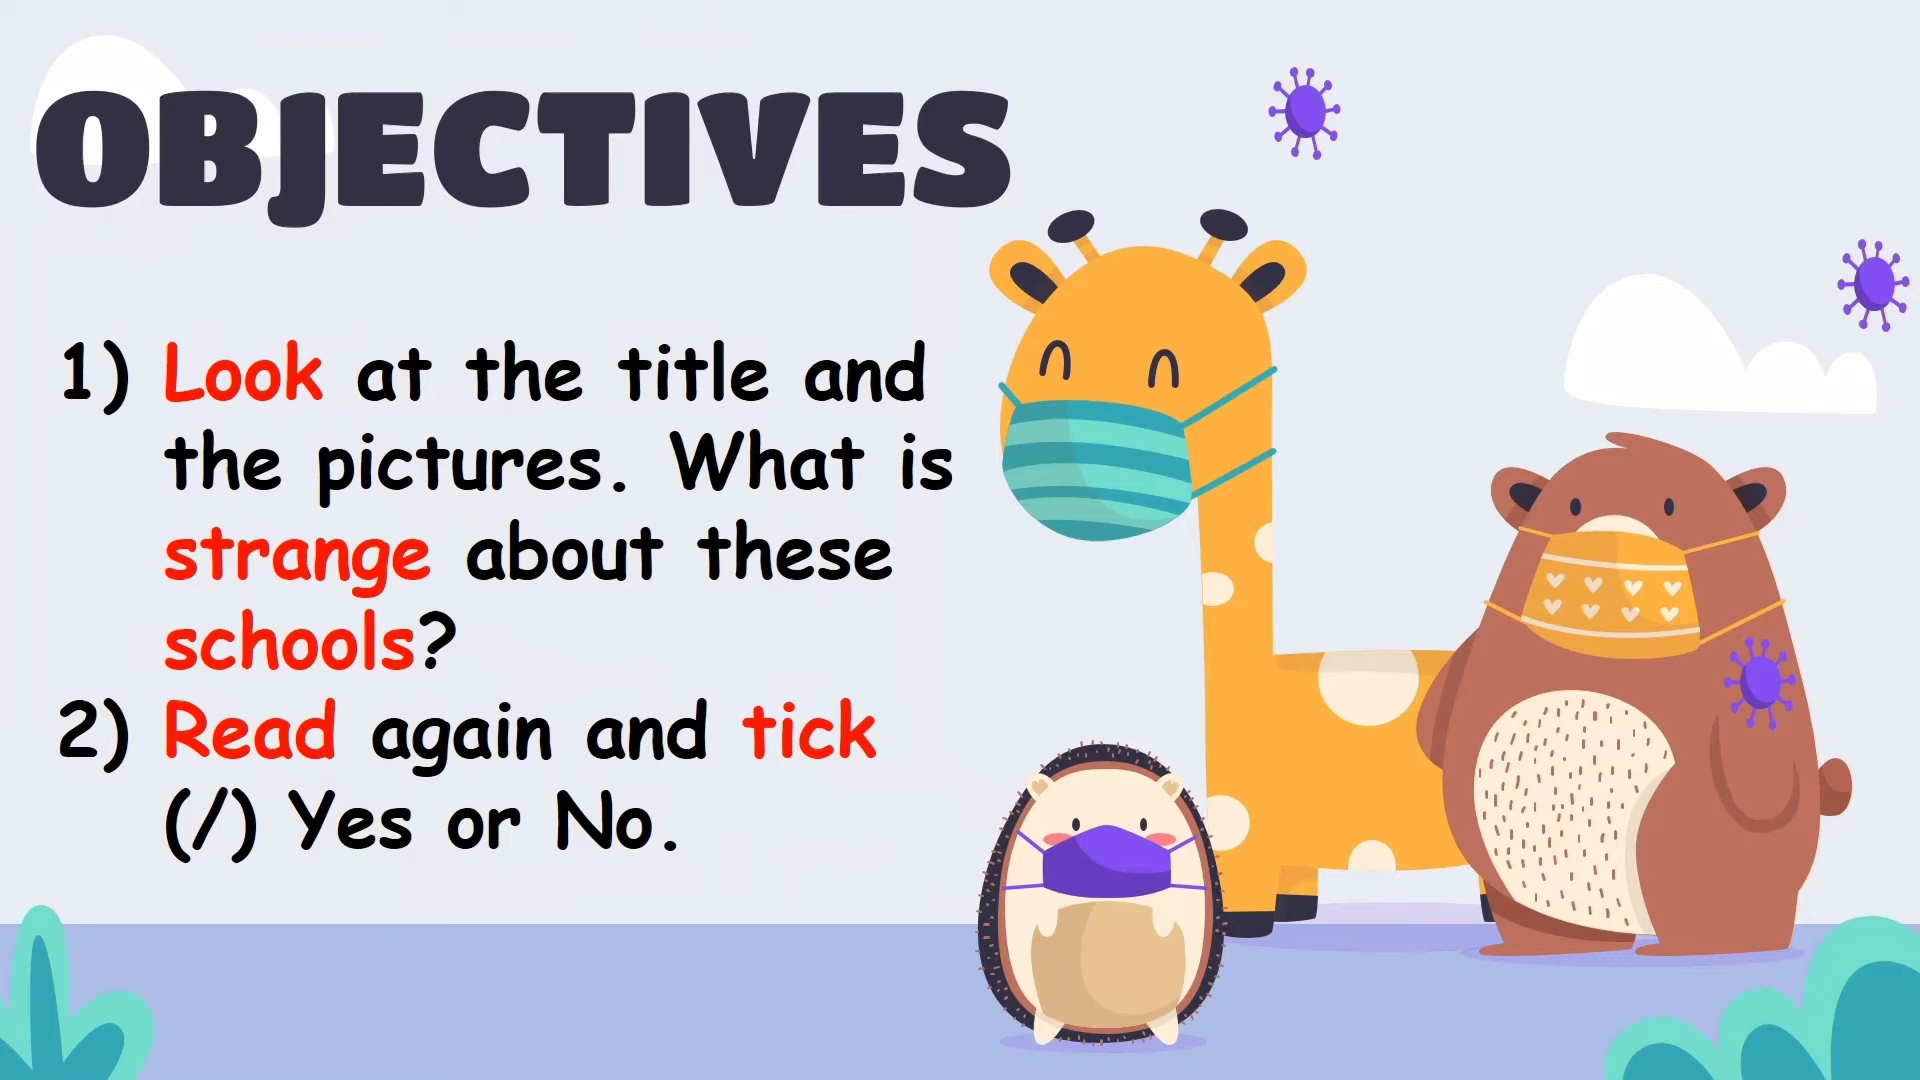 OBJECTIVES
1) Look at the title and
the pictures. What is
strange about these
schools?
2) Read again and tick
(/) Yes or No.